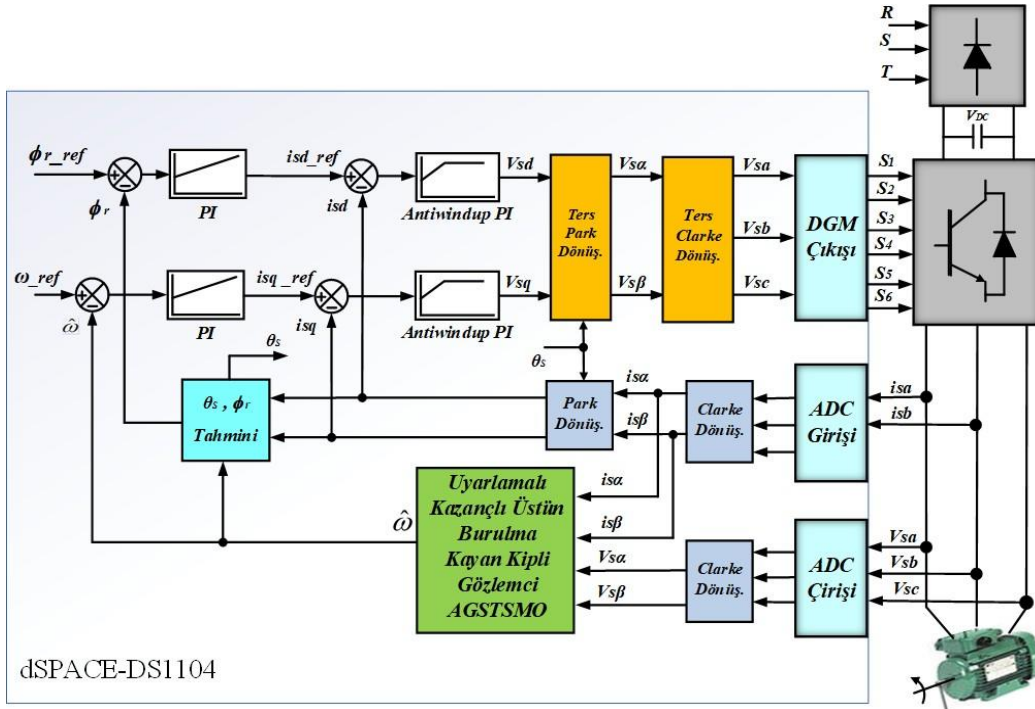 R
S
T
VDC
ϕr_ref
isd_ref
Vsd
Vsα
Vsa
S1
S2
S3
S4
S5
S6
ϕr
PI
isd
Antiwindup PI
Ters
Park
Dönüş.
Ters
Clarke
Dönüş.
Vsb
DGM
Çıkışı
ω_ref
isq_ref
Vsq
Vsβ
Vsc
ω̂
PI
isq
Antiwindup PI
θs
θs
θs , ϕr
Tahmini
Park
Dönüş.
isα
isβ
Clarke
Dönüş.
ADC
Girişi
isa
isb
ω̂
Uyarlamalı
Kazançlı Üstün
Burulma
Kayan Kipli
Gözlemci
AGSTSMO
isα
isβ
Vsα
Vsβ
Clarke
Dönüş.
ADC
Çirişi
Vsa
Vsb
Vsc
dSPACE-DS1104